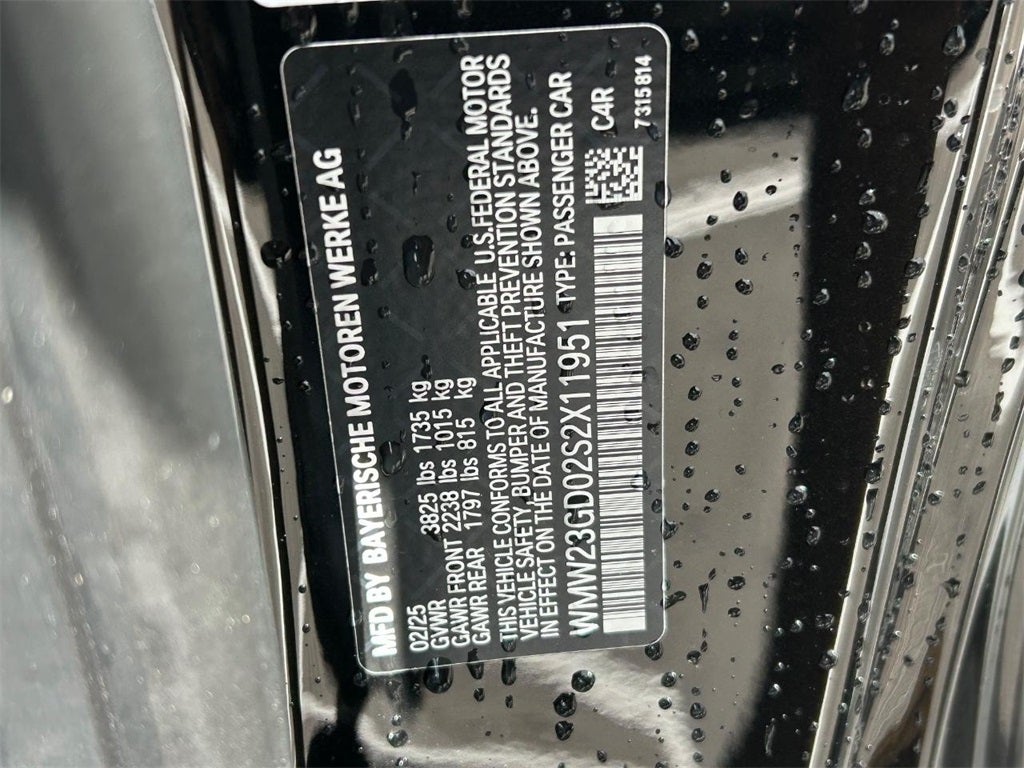 MFD BY BAYERISCHE MOTOREN WERKE AG
02/25
GVWR 3825 lbs 1735 kg
GAWR FRONT 2238 lbs 1015 kg
GAWR REAR 1797 lbs 815 kg
THIS VEHICLE CONFORMS TO ALL APPLICABLE U.S.FEDERAL MOTOR
VEHICLE SAFETY, BUMPER AND THEFT PREVENTION STANDARDS
IN EFFECT ON THE DATE OF MANUFACTURE SHOWN ABOVE.
WMW23GD02S2X11951 TYPE: PASSENGER CAR
C4R
7315814